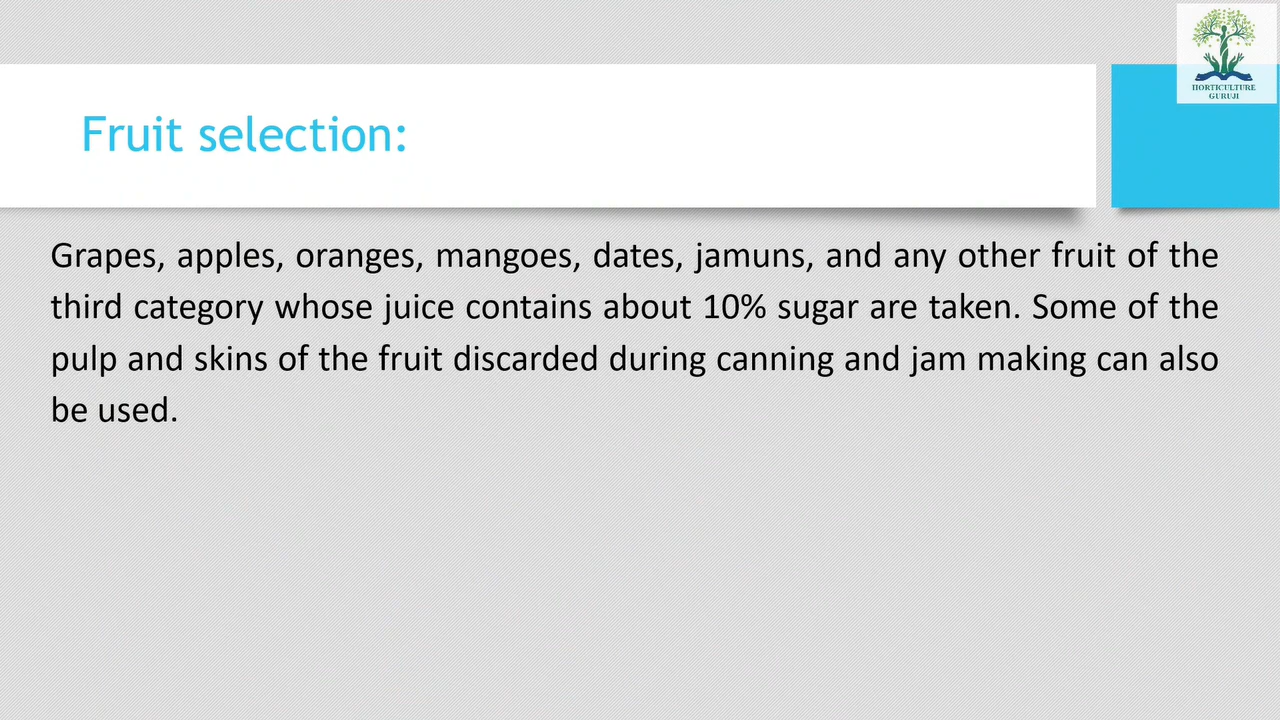 HORTICULTURE
GURUJI
Fruit selection:
Grapes, apples, oranges, mangoes, dates, jamuns, and any other fruit of the
third category whose juice contains about 10% sugar are taken. Some of the
pulp and skins of the fruit discarded during canning and jam making can also
be used.